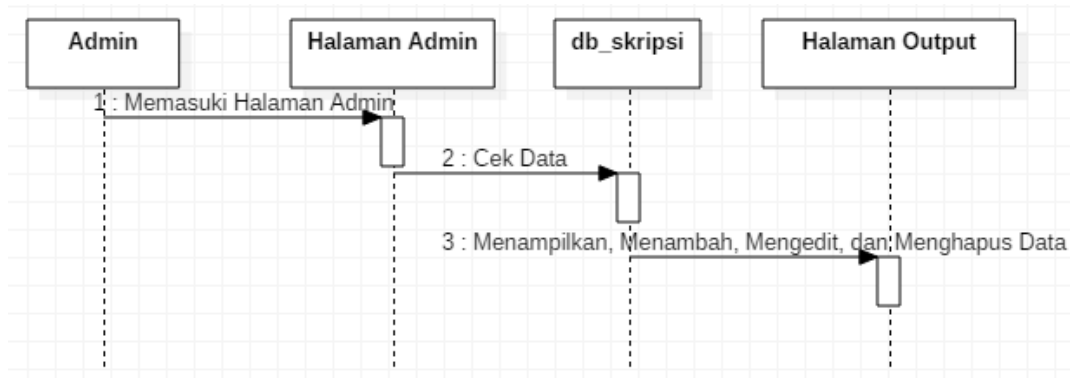 Admin
Halaman Admin
db_skripsi
Halaman Output
1 : Memasuki Halaman Admin
2 : Cek Data
3 : Menampilkan, Menambah, Mengedit, dan Menghapus Data